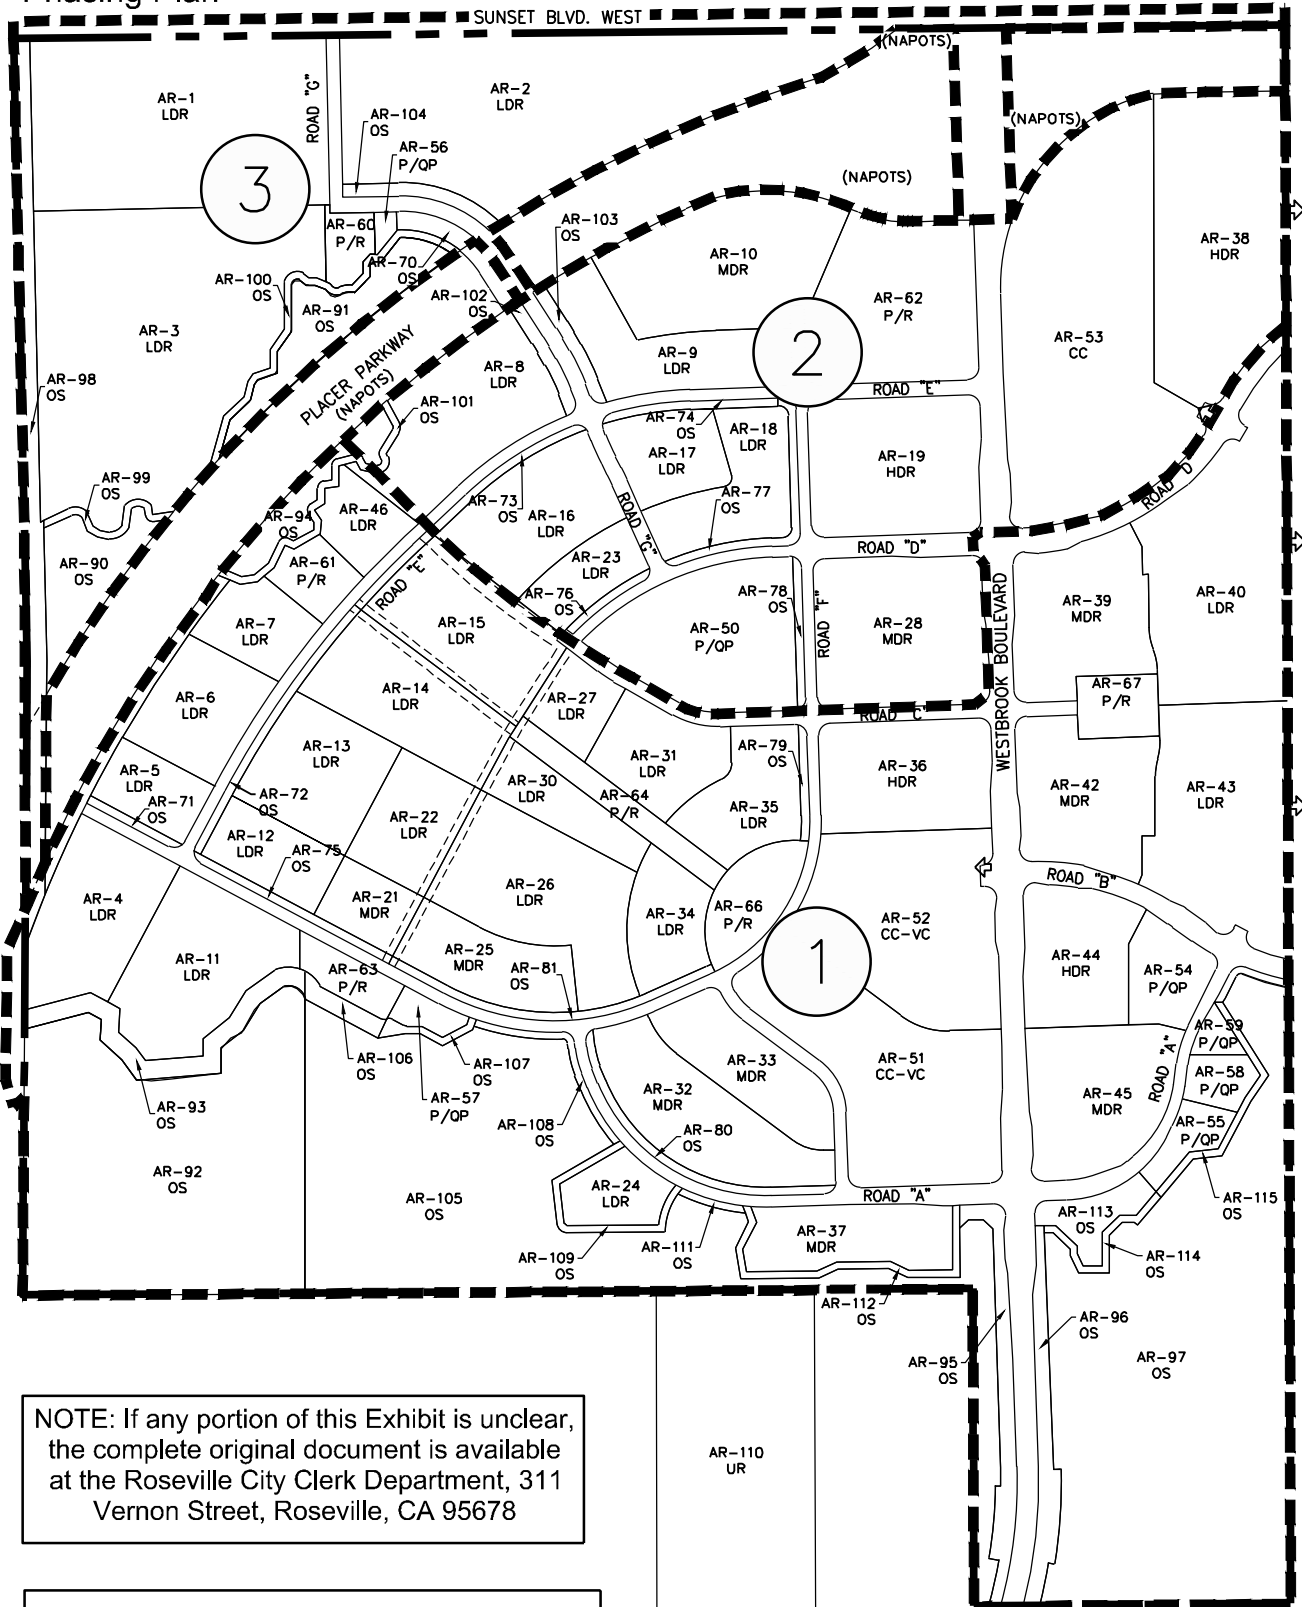 Phasing Plan
SUNSET BLVD. WEST
(NAPOTS)
AR-1
LDR
ROAD "G"
AR-2
LDR
AR-104
OS
AR-56
P/QP
(NAPOTS)
3
(NAPOTS)
AR-60
P/R
AR-103
OS
AR-10
MDR
AR-38
HDR
AR-70
OS
AR-100
OS
AR-102
OS
AR-62
P/R
AR-91
OS
AR-3
LDR
PLACER PARKWAY
(NAPOTS)
AR-8
LDR
AR-9
LDR
2
AR-53
CC
AR-98
OS
AR-101
OS
ROAD "E"
AR-74
OS
AR-18
LDR
AR-17
LDR
AR-19
HDR
AR-99
OS
AR-77
OS
ROAD D
AR-73
OS
AR-46
LDR
AR-94
OS
AR-16
LDR
ROAD "G"
AR-90
OS
AR-61
P/R
AR-23
LDR
ROAD "D"
ROAD "E"
AR-76
OS
AR-78
OS
AR-40
LDR
AR-39
MDR
AR-7
LDR
AR-15
LDR
AR-50
P/QP
ROAD "F"
AR-28
MDR
WESTBROOK BOULEVARD
AR-6
LDR
AR-14
LDR
AR-27
LDR
AR-67
P/R
ROAD "C"
AR-13
LDR
AR-31
LDR
AR-79
OS
AR-36
HDR
AR-5
LDR
AR-71
OS
AR-72
OS
AR-30
LDR
AR-64
P/R
AR-42
MDR
AR-43
LDR
AR-22
LDR
AR-35
LDR
AR-12
LDR
AR-75
OS
ROAD "B"
AR-4
LDR
AR-21
MDR
AR-26
LDR
AR-34
LDR
AR-66
P/R
AR-52
CC-VC
AR-11
LDR
AR-63
P/R
AR-25
MDR
AR-81
OS
1
AR-44
HDR
AR-54
P/QP
AR-59
P/QP
AR-106
OS
AR-107
OS
AR-33
MDR
AR-51
CC-VC
ROAD "A"
AR-58
P/QP
AR-57
P/QP
AR-32
MDR
AR-45
MDR
AR-93
OS
AR-108
OS
AR-80
OS
AR-55
P/QP
AR-92
OS
AR-105
OS
AR-24
LDR
ROAD "A"
AR-115
OS
AR-113
OS
AR-37
MDR
AR-109
OS
AR-111
OS
AR-114
OS
AR-112
OS
AR-96
OS
AR-95
OS
AR-97
OS
NOTE: If any portion of this Exhibit is unclear,
the complete original document is available
at the Roseville City Clerk Department, 311
Vernon Street, Roseville, CA 95678
AR-110
UR